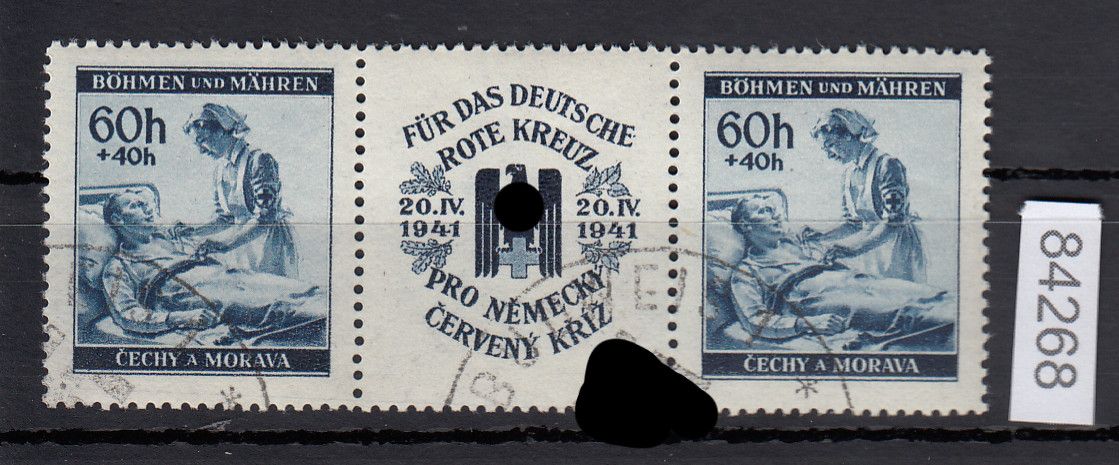 BÖHMEN UND MÄHREN
60h
+40h
ČECHY A MORAVA
FÜR DAS DEUTSCHE
ROTE KREUZ
20.IV.
1941
20.IV.
1941
PRO NĚMECKÝ
ČERVENÝ KŘÍŽ
BÖHMEN UND MÄHREN
60h
+40h
ČECHY A MORAVA
84268